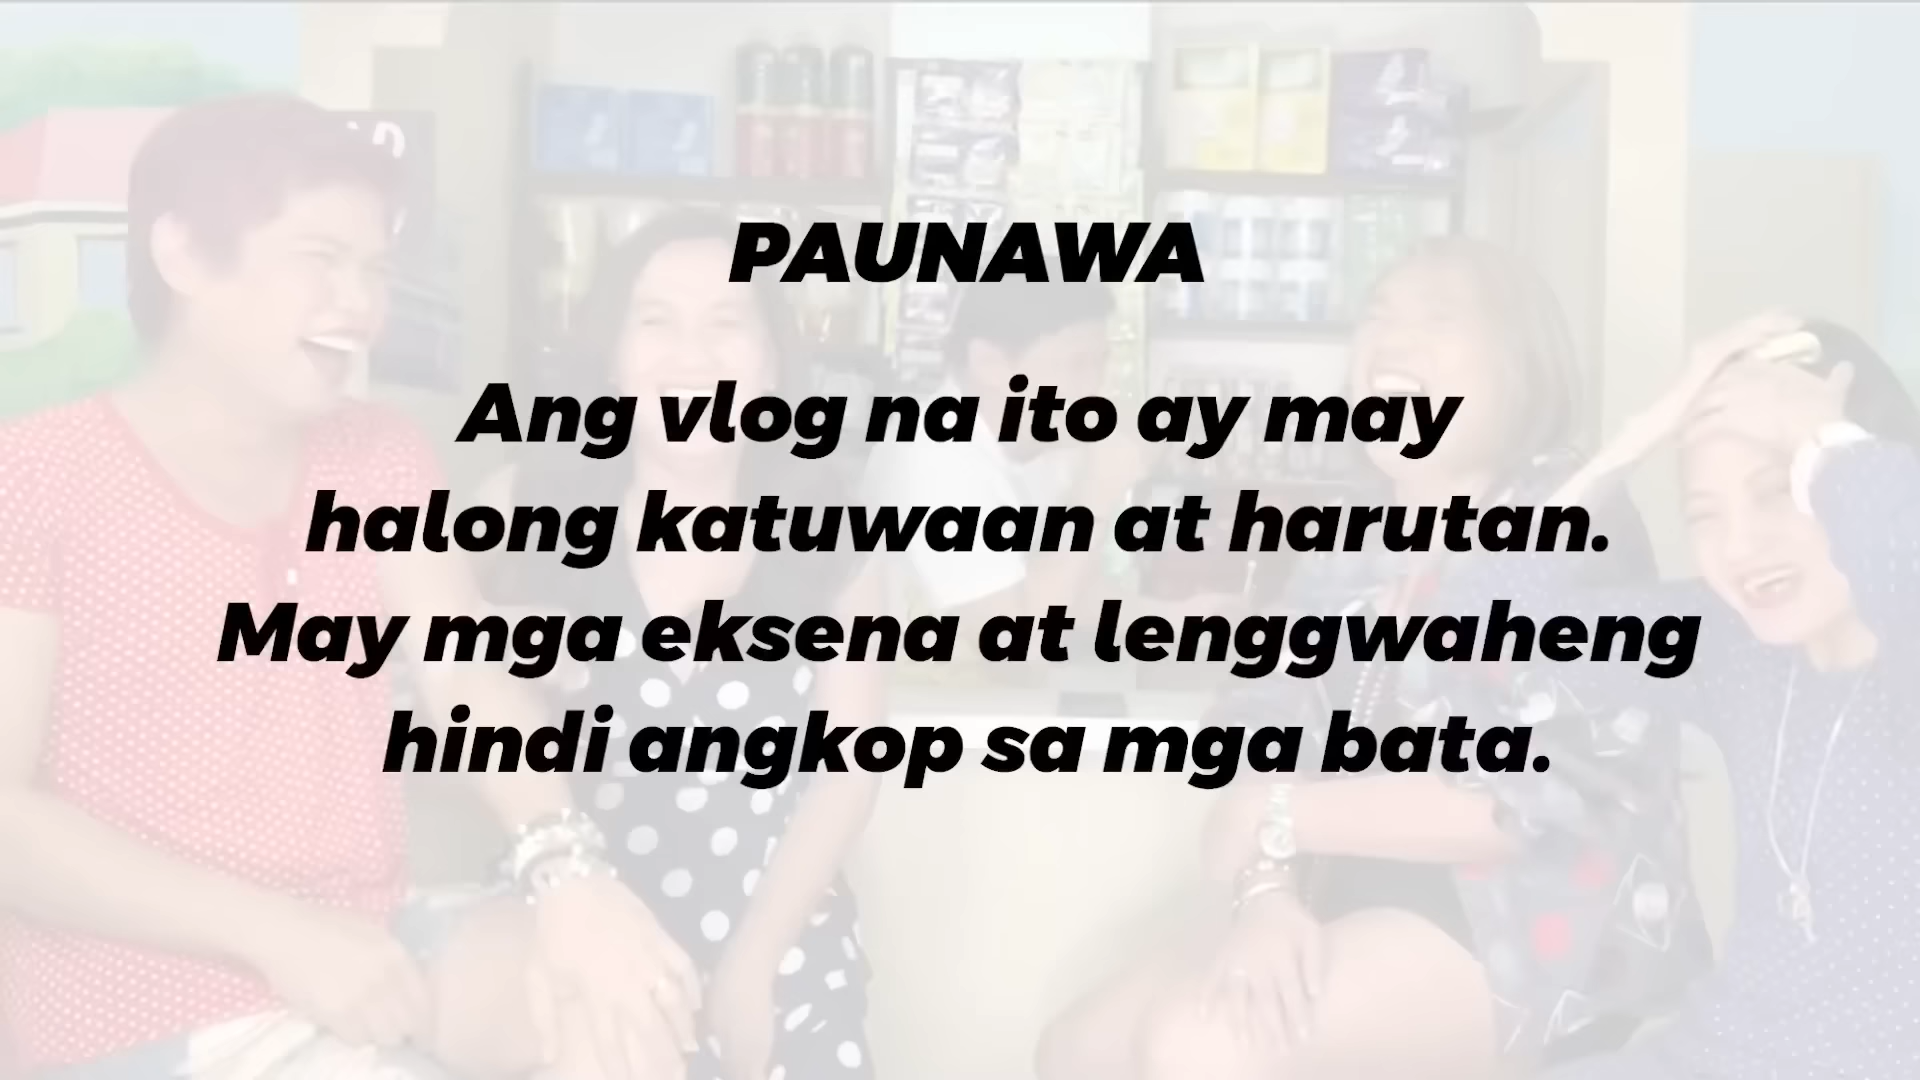 PAUNAWA
Ang vlog na ito ay may
halong katuwaan at harutan.
May mga eksena at lenggwaheng
hindi angkop sa mga bata.